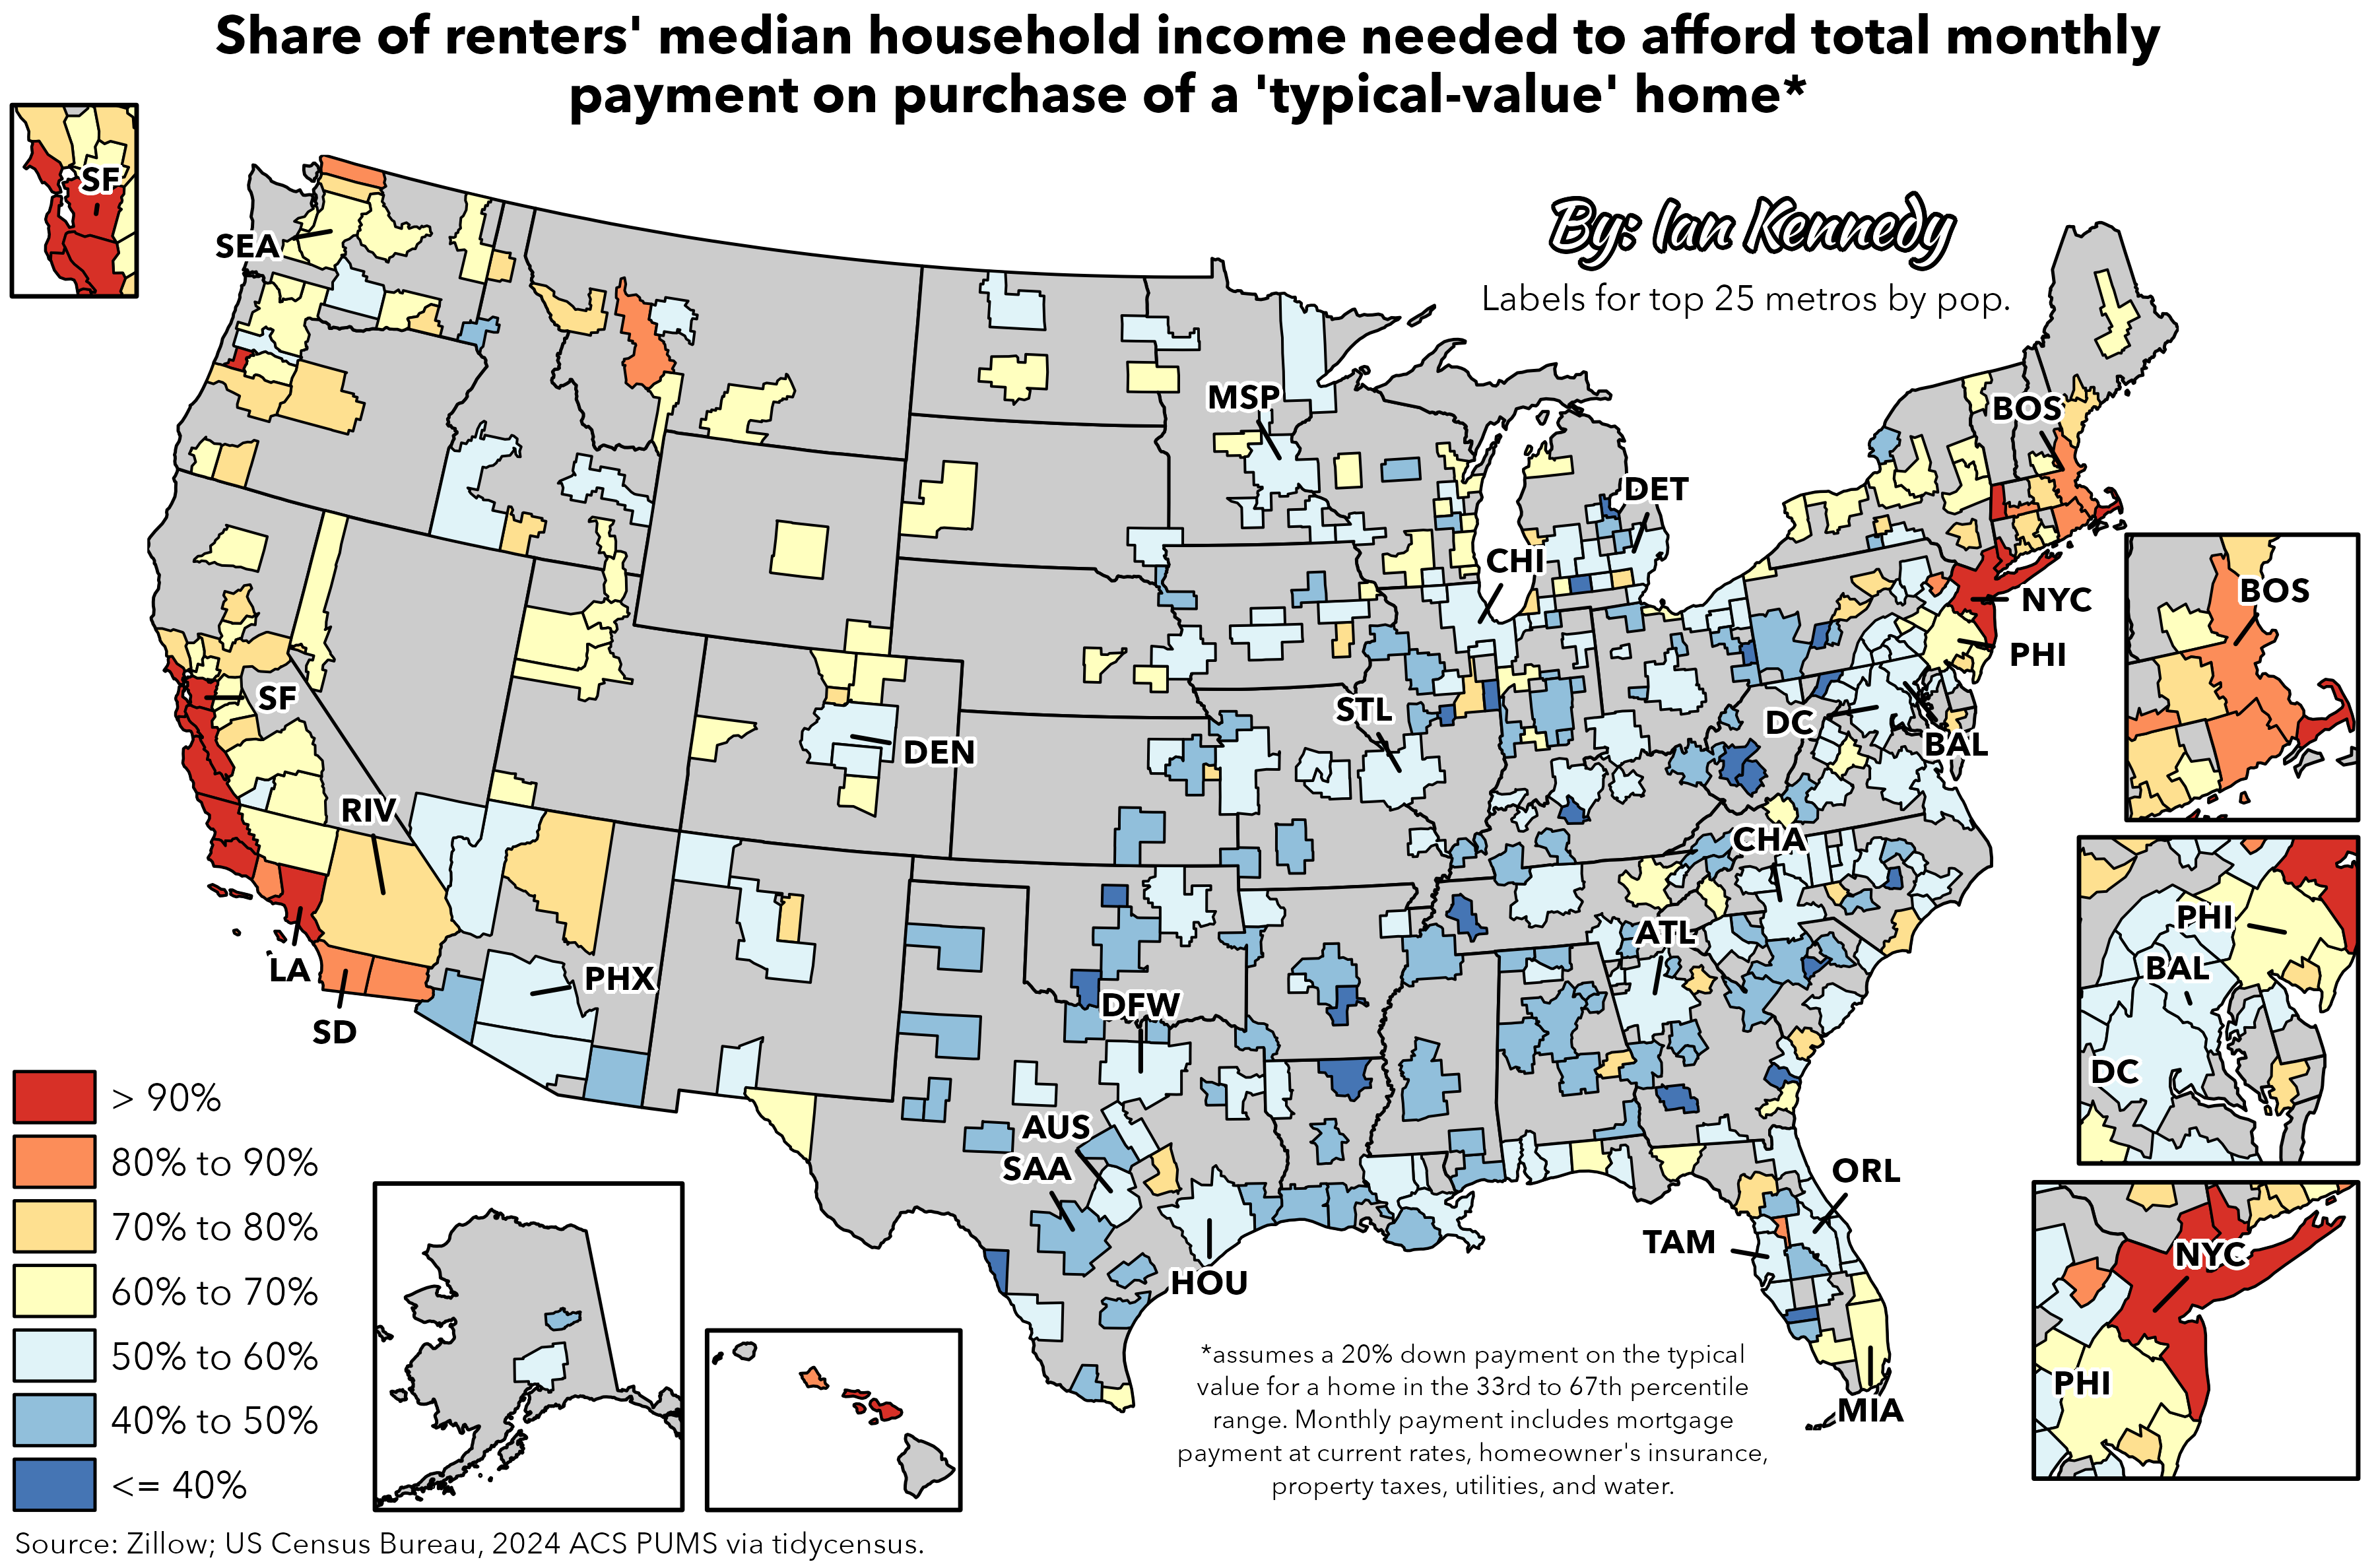 Share of renters' median household income needed to afford total monthly
payment on purchase of a 'typical-value' home*
SF
By: Ian Kennedy
Labels for top 25 metros by pop.
SEA
MSP
BOS
DET
CHI
NYC
BOS
PHI
SF
STL
DC
DEN
BAL
RIV
CHA
PHI
ATL
BAL
LA
PHX
DFW
SD
DC
> 90%
80% to 90%
70% to 80%
60% to 70%
50% to 60%
40% to 50%
<= 40%
AUS
SAA
ORL
TAM
HOU
NYC
MIA
PHI
*assumes a 20% down payment on the typical
value for a home in the 33rd to 67th percentile
range. Monthly payment includes mortgage
payment at current rates, homeowner's insurance,
property taxes, utilities, and water.
Source: Zillow; US Census Bureau, 2024 ACS PUMS via tidycensus.